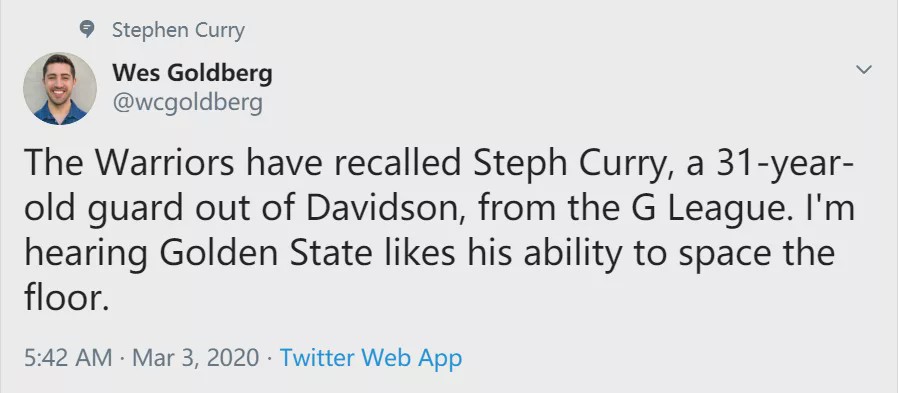 Stephen Curry
Wes Goldberg
@wcgoldberg
The Warriors have recalled Steph Curry, a 31-year-
old guard out of Davidson, from the G League. I'm
hearing Golden State likes his ability to space the
floor.
5:42 AM · Mar 3, 2020 · Twitter Web App